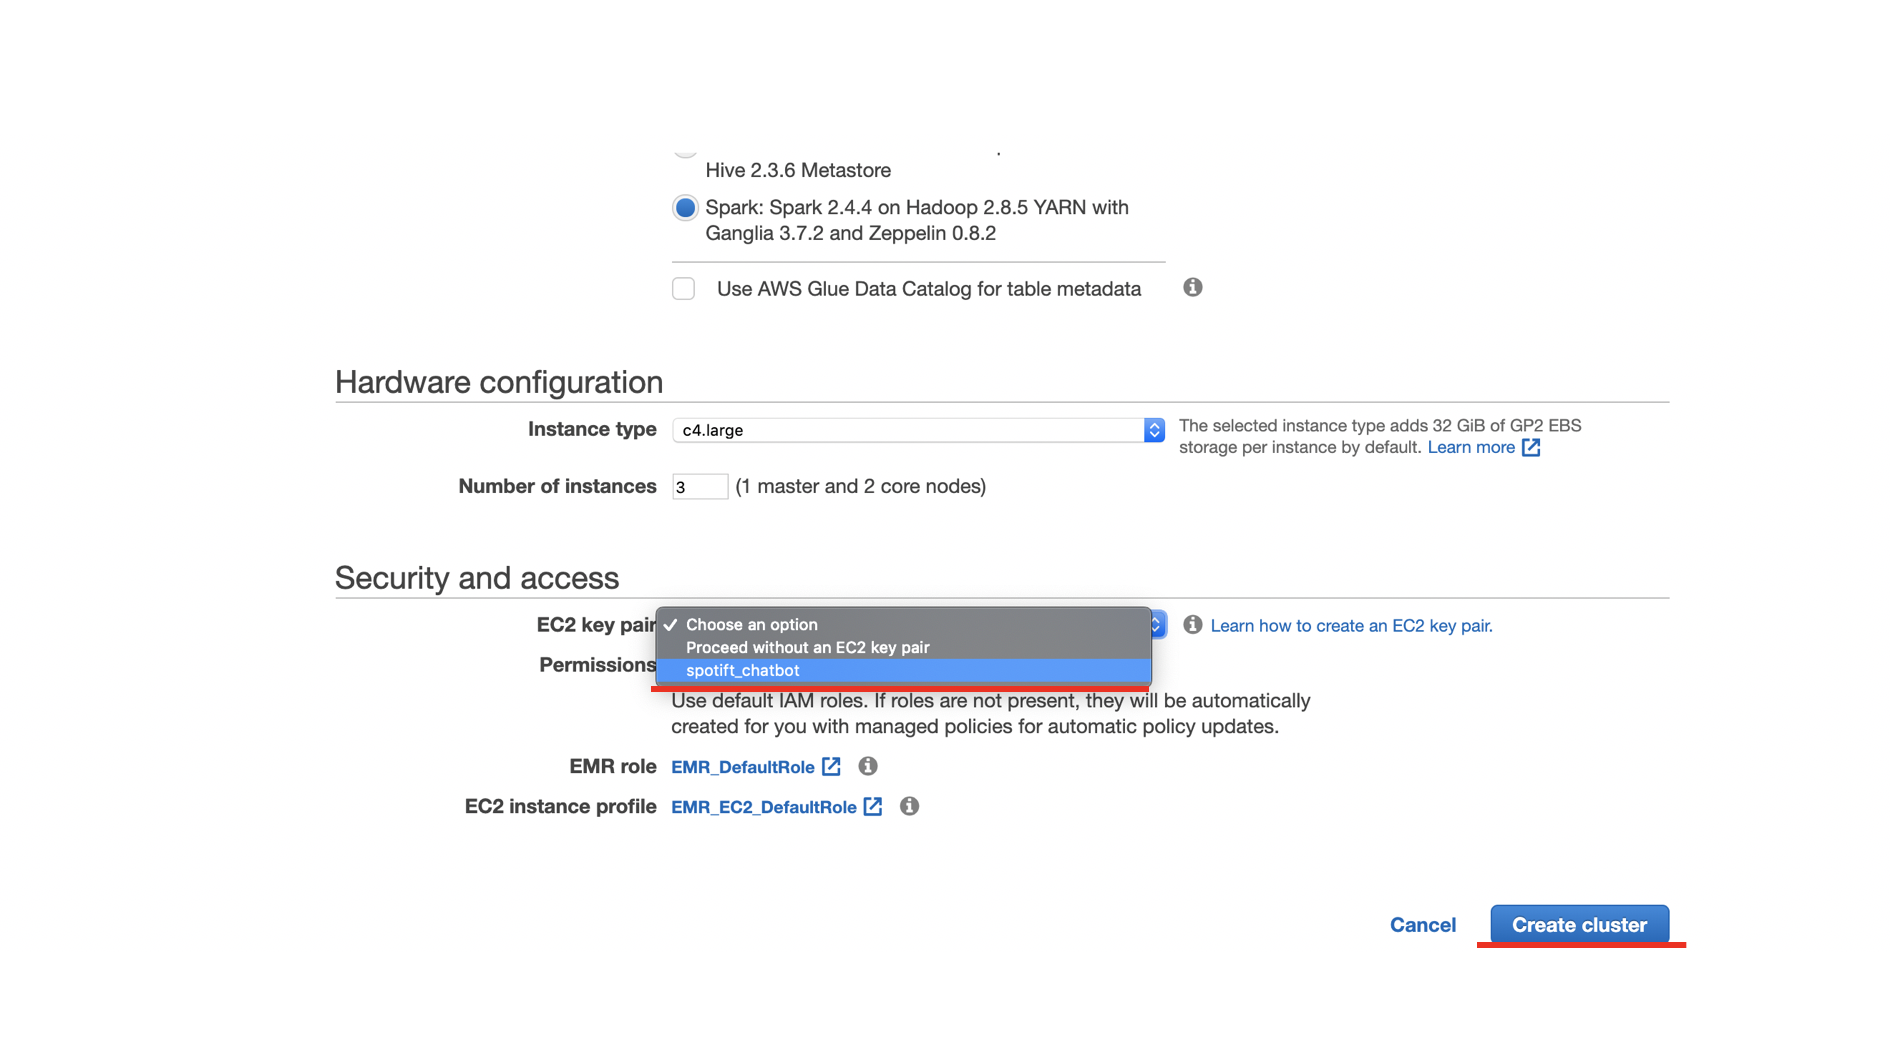 Hive 2.3.6 Metastore
Spark: Spark 2.4.4 on Hadoop 2.8.5 YARN with
Ganglia 3.7.2 and Zeppelin 0.8.2
Use AWS Glue Data Catalog for table metadata
Hardware configuration
Instance type c4.large The selected instance type adds 32 GiB of GP2 EBS
storage per instance by default. Learn more
Number of instances 3 (1 master and 2 core nodes)
Security and access
EC2 key pair Choose an option Learn how to create an EC2 key pair.
Proceed without an EC2 key pair
Permissions spotift_chatbot
Use default IAM roles. If roles are not present, they will be automatically
created for you with managed policies for automatic policy updates.
EMR role EMR_DefaultRole
EC2 instance profile EMR_EC2_DefaultRole
Cancel Create cluster